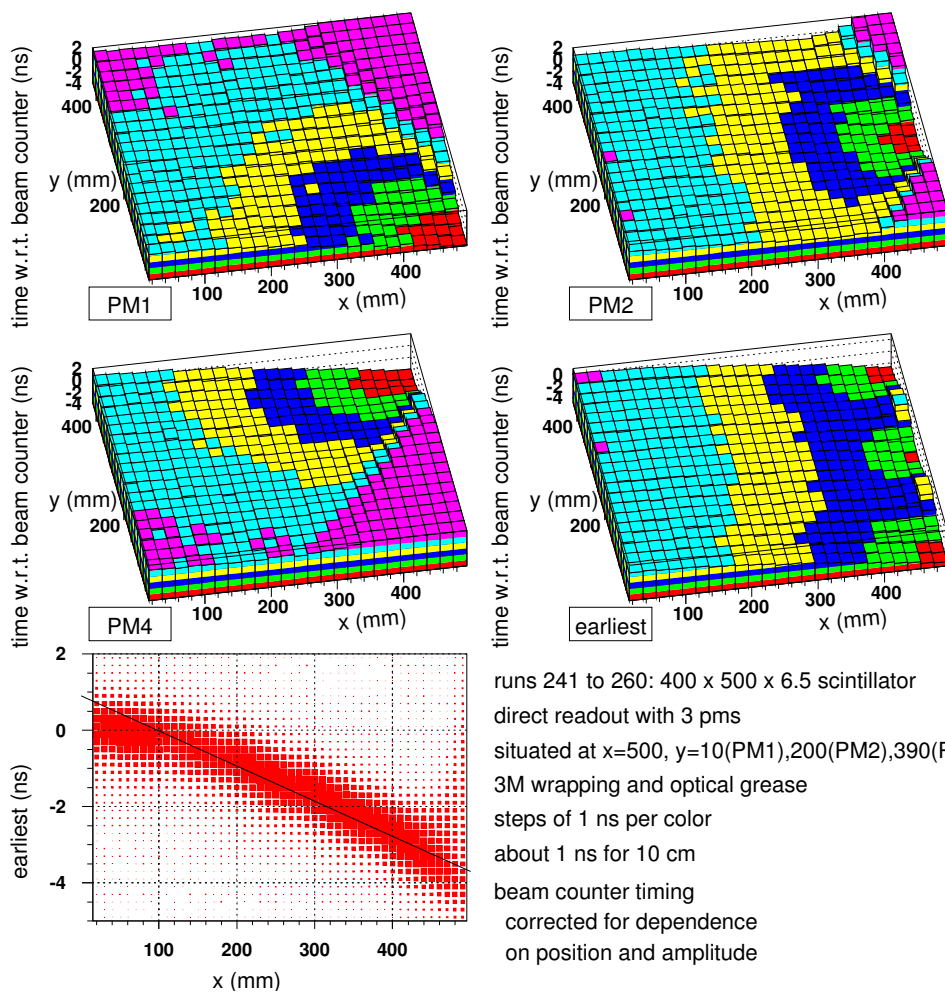 time w.r.t. beam counter (ns)
2
0
-2
-4
400
y (mm)
200
100
200
300
400
x (mm)
PM1
time w.r.t. beam counter (ns)
2
0
-2
-4
400
y (mm)
200
100
200
300
400
x (mm)
PM2
time w.r.t. beam counter (ns)
2
0
-2
-4
400
y (mm)
200
100
200
300
400
x (mm)
PM4
time w.r.t. beam counter (ns)
0
-2
-4
400
y (mm)
200
100
200
300
400
x (mm)
earliest
earliest (ns)
2
0
-2
-4
100
200
300
400
x (mm)
runs 241 to 260: 400 x 500 x 6.5 scintillator
direct readout with 3 pms
situated at x=500, y=10(PM1),200(PM2),390(
3M wrapping and optical grease
steps of 1 ns per color
about 1 ns for 10 cm
beam counter timing
corrected for dependence
on position and amplitude